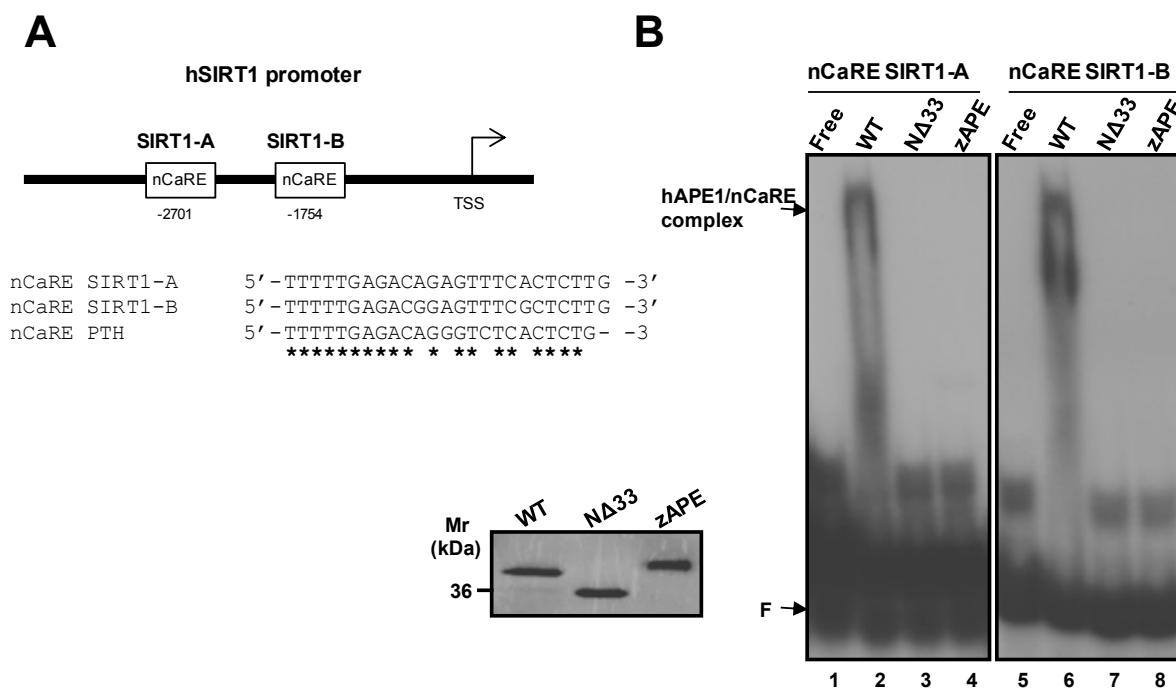 A
hSIRT1 promoter
SIRT1-A SIRT1-B
nCaRE nCaRE
-2701 -1754 TSS
nCaRE SIRT1-A 5’-TTTTTGAGACAGAGTTTCACTCTTG -3’
nCaRE SIRT1-B 5’-TTTTTGAGACGGAGTTTCGCTCTTG -3’
nCaRE PTH 5’-TTTTTGAGACAGGGTCTCACTCTG- -3
********** * ** ** ****
Mr
(kDa)
WT NΔ33 zAPE
36
B
nCaRE SIRT1-A nCaRE SIRT1-B
Free WT NΔ33 zAPE Free WT NΔ33 zAPE
hAPE1/nCaRE
complex
F
1 2 3 4 5 6 7 8